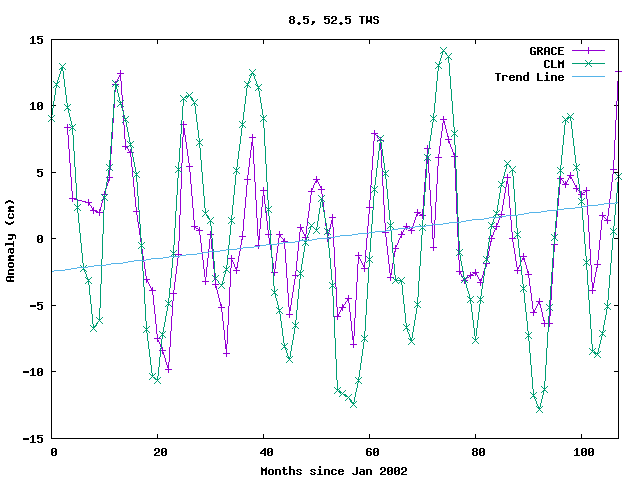 8.5, 52.5 TWS
GRACE
CLM
Trend Line
15
10
5
0
-5
-10
-15
Anomaly (cm)
0 20 40 60 80 100
Months since Jan 2002